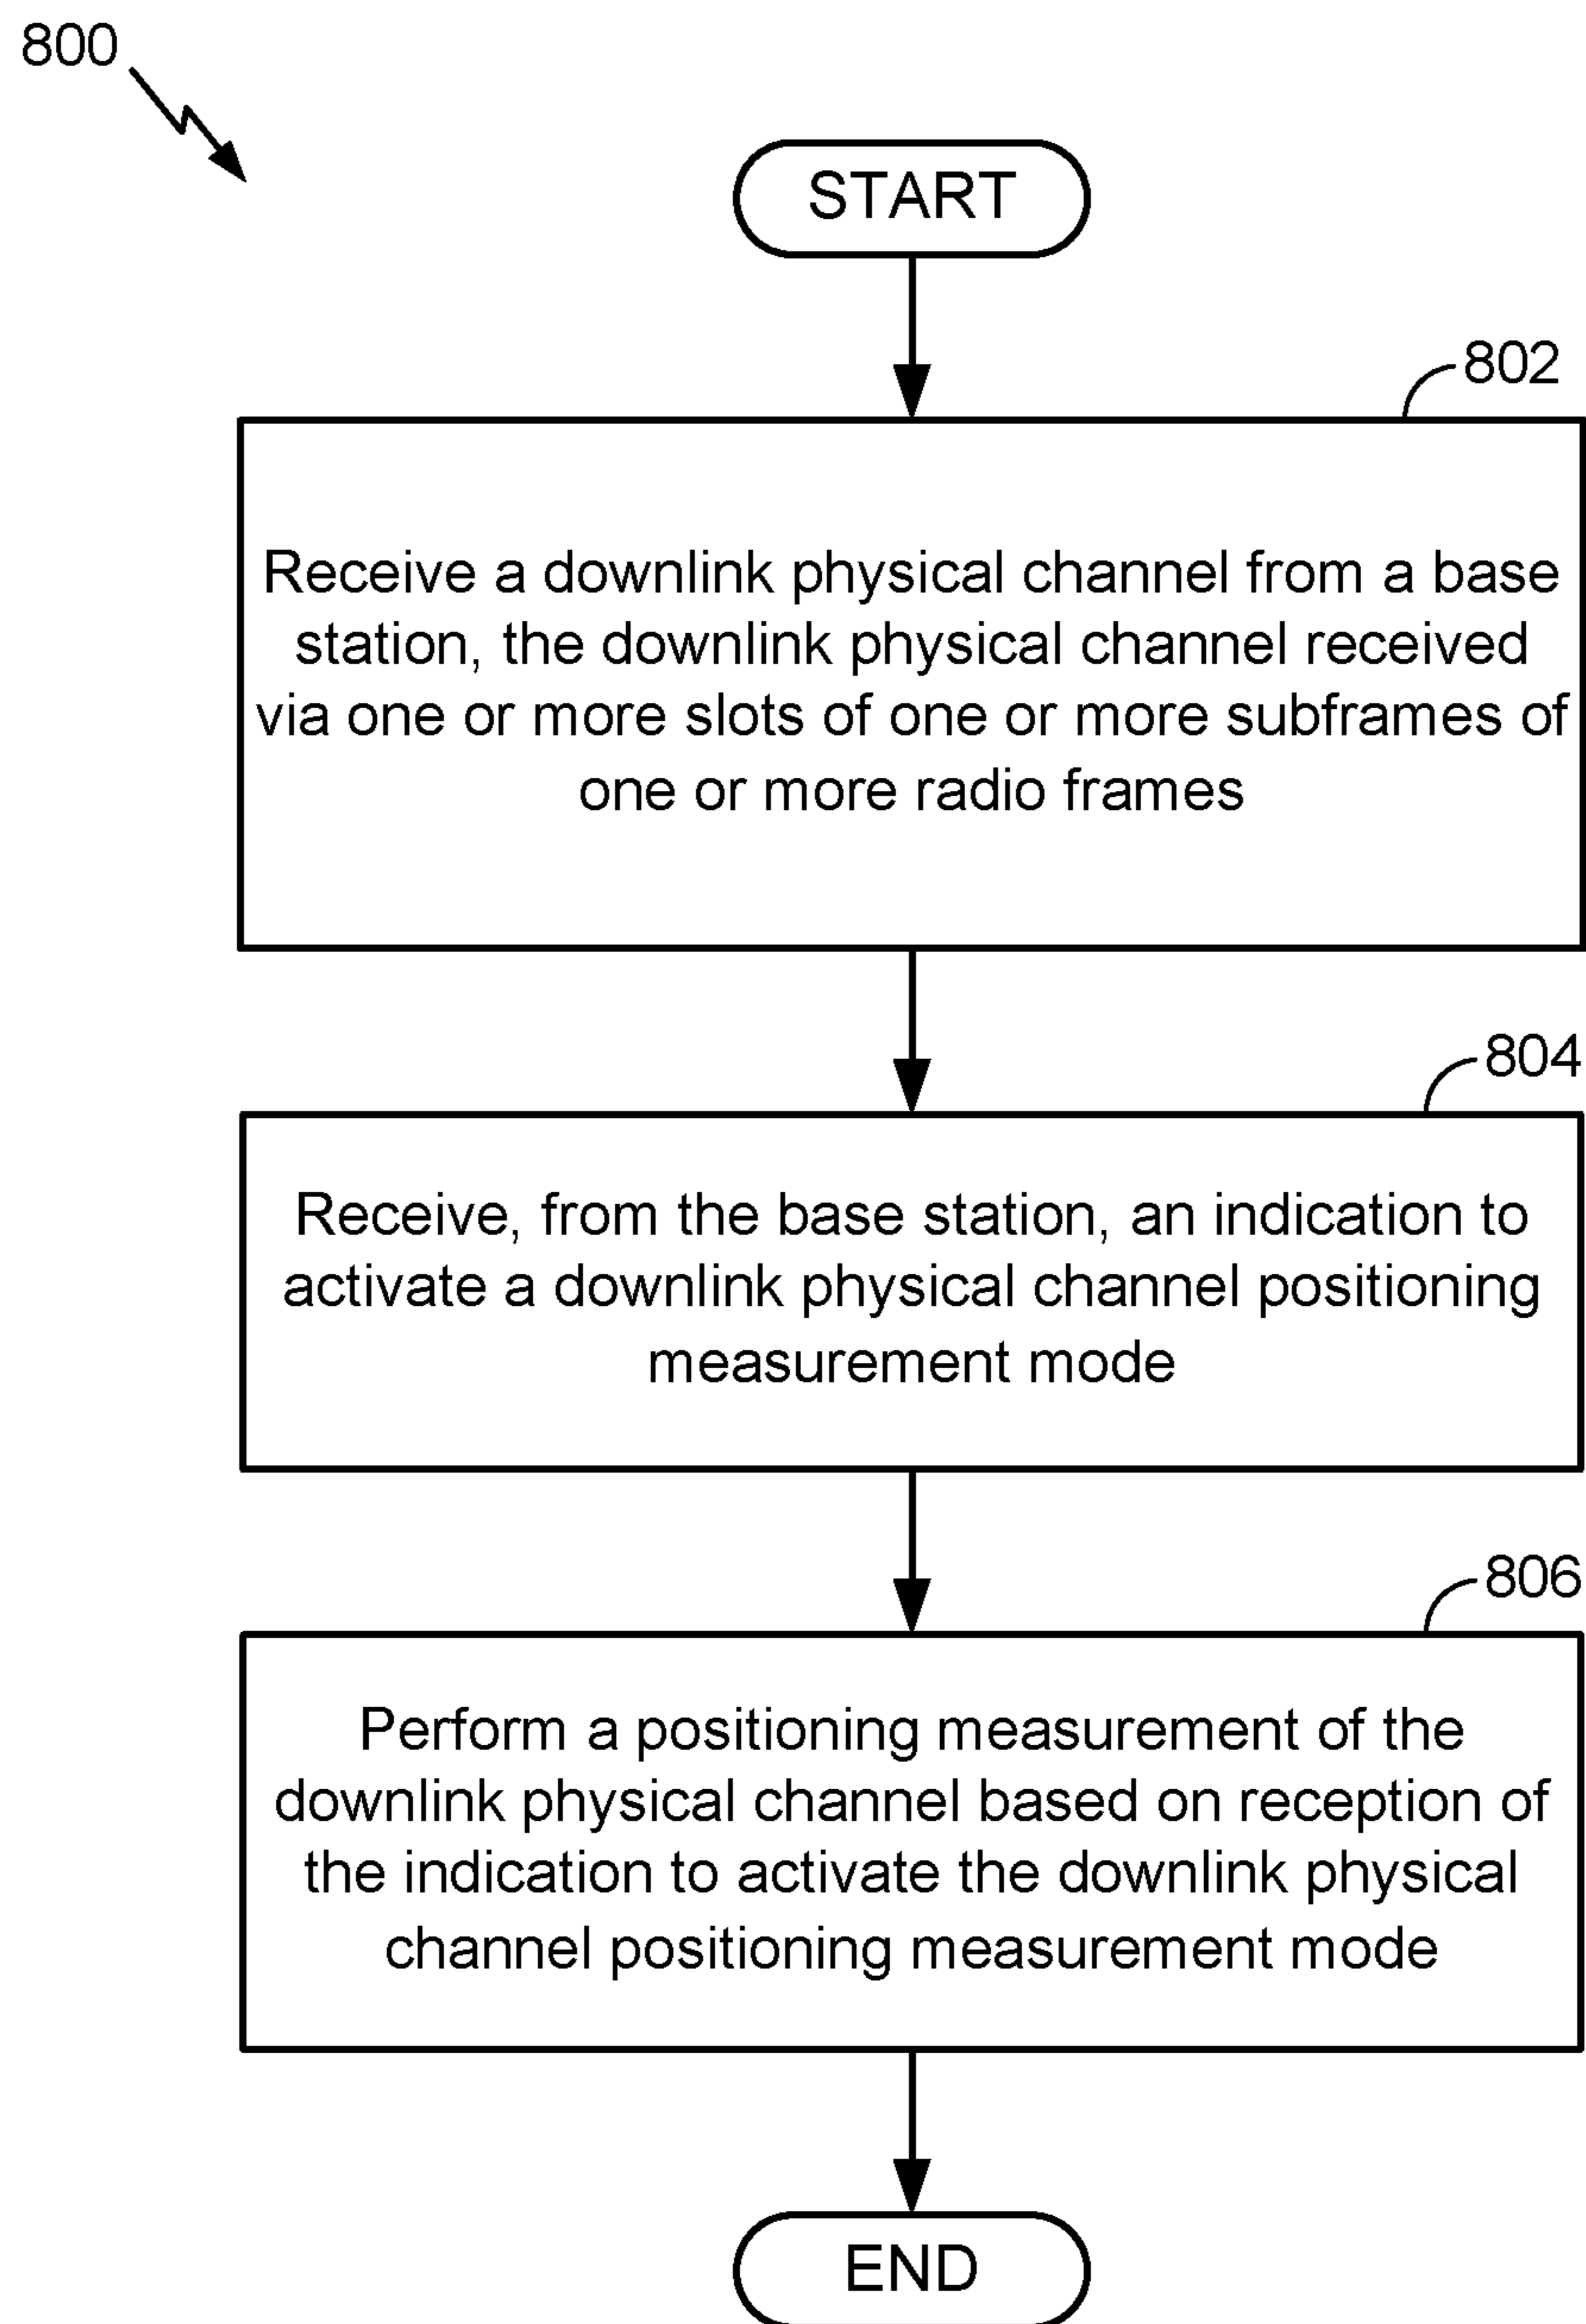 800
START
802
Receive a downlink physical channel from a base
station, the downlink physical channel received
via one or more slots of one or more subframes of
one or more radio frames
804
Receive, from the base station, an indication to
activate a downlink physical channel positioning
measurement mode
806
Perform a positioning measurement of the
downlink physical channel based on reception of
the indication to activate the downlink physical
channel positioning measurement mode
END